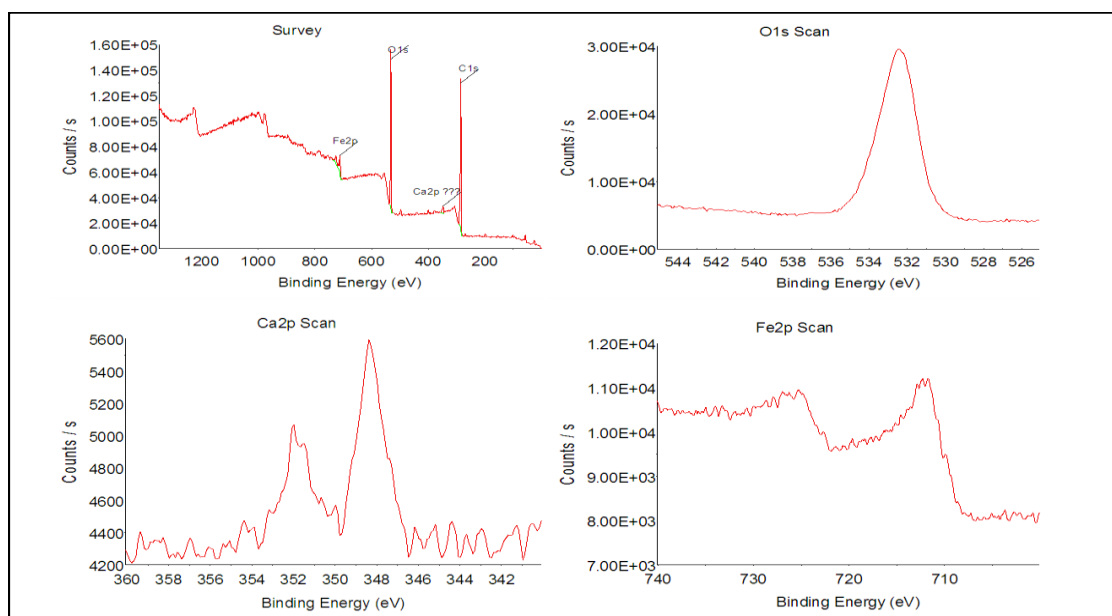 Survey
1.60E+05
1.40E+05
1.20E+05
1.00E+05
8.00E+04
6.00E+04
4.00E+04
2.00E+04
0.00E+00
Counts / s
O1s
C1s
Fe2p
Ca2p ???
1200 1000 800 600 400 200
Binding Energy (eV)
O1s Scan
3.00E+04
2.00E+04
1.00E+04
0.00E+00
Counts / s
544 542 540 538 536 534 532 530 528 526
Binding Energy (eV)
Ca2p Scan
5600
5400
5200
5000
4800
4600
4400
4200
Counts / s
360 358 356 354 352 350 348 346 344 342
Binding Energy (eV)
Fe2p Scan
1.20E+04
1.10E+04
1.00E+04
9.00E+03
8.00E+03
7.00E+03
Counts / s
740 730 720 710
Binding Energy (eV)